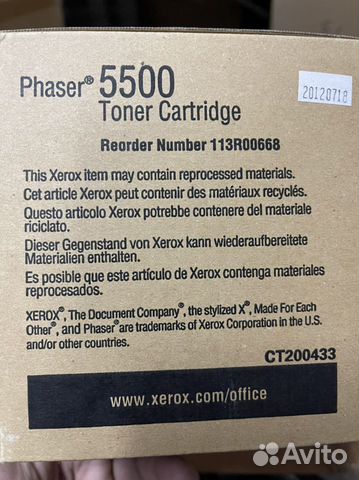 Phaser® 5500
20120718
Toner Cartridge
Reorder Number 113R00668
This Xerox item may contain reprocessed materials.
Cet article Xerox peut contenir des matériaux recyclés.
Questo articolo Xerox potrebbe contenere del materiale
riciclato.
Dieser Gegenstand von Xerox kann wiederaufbereitete
Materialien enthalten.
Es posible que este artículo de Xerox contenga materiales
reprocesados.
XEROX®, The Document Company®, the stylized X®, Made For Each
Other®, and Phaser® are trademarks of Xerox Corporation in the U.S.
and/or other countries.
CT200433
www.xerox.com/office
Avito